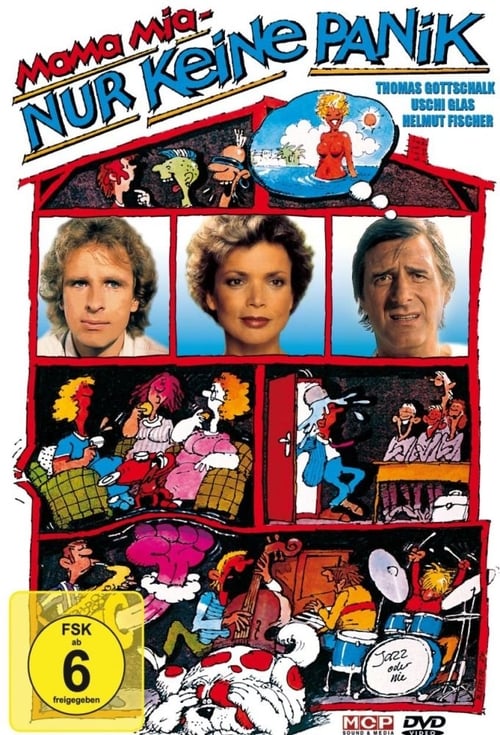 Mama Mia -
NUR KEiNE PANiK
THOMAS GOTTSCHALK
USCHI GLAS
HELMUT FISCHER
Jazz
oder
nie
FSK
ab
6
freigegeben
MCP
SOUND & MEDIA
DVD
VIDEO